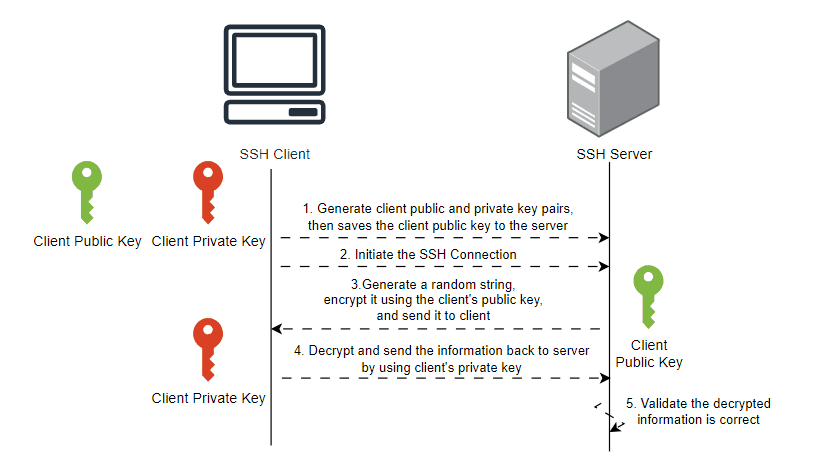 SSH Client
SSH Server
Client Public Key
Client Private Key
1. Generate client public and private key pairs,
then saves the client public key to the server
2. Initiate the SSH Connection
3.Generate a random string,
encrypt it using the client's public key,
and send it to client
Client
Public Key
4. Decrypt and send the information back to server
by using client's private key
Client Private Key
5. Validate the decrypted
information is correct